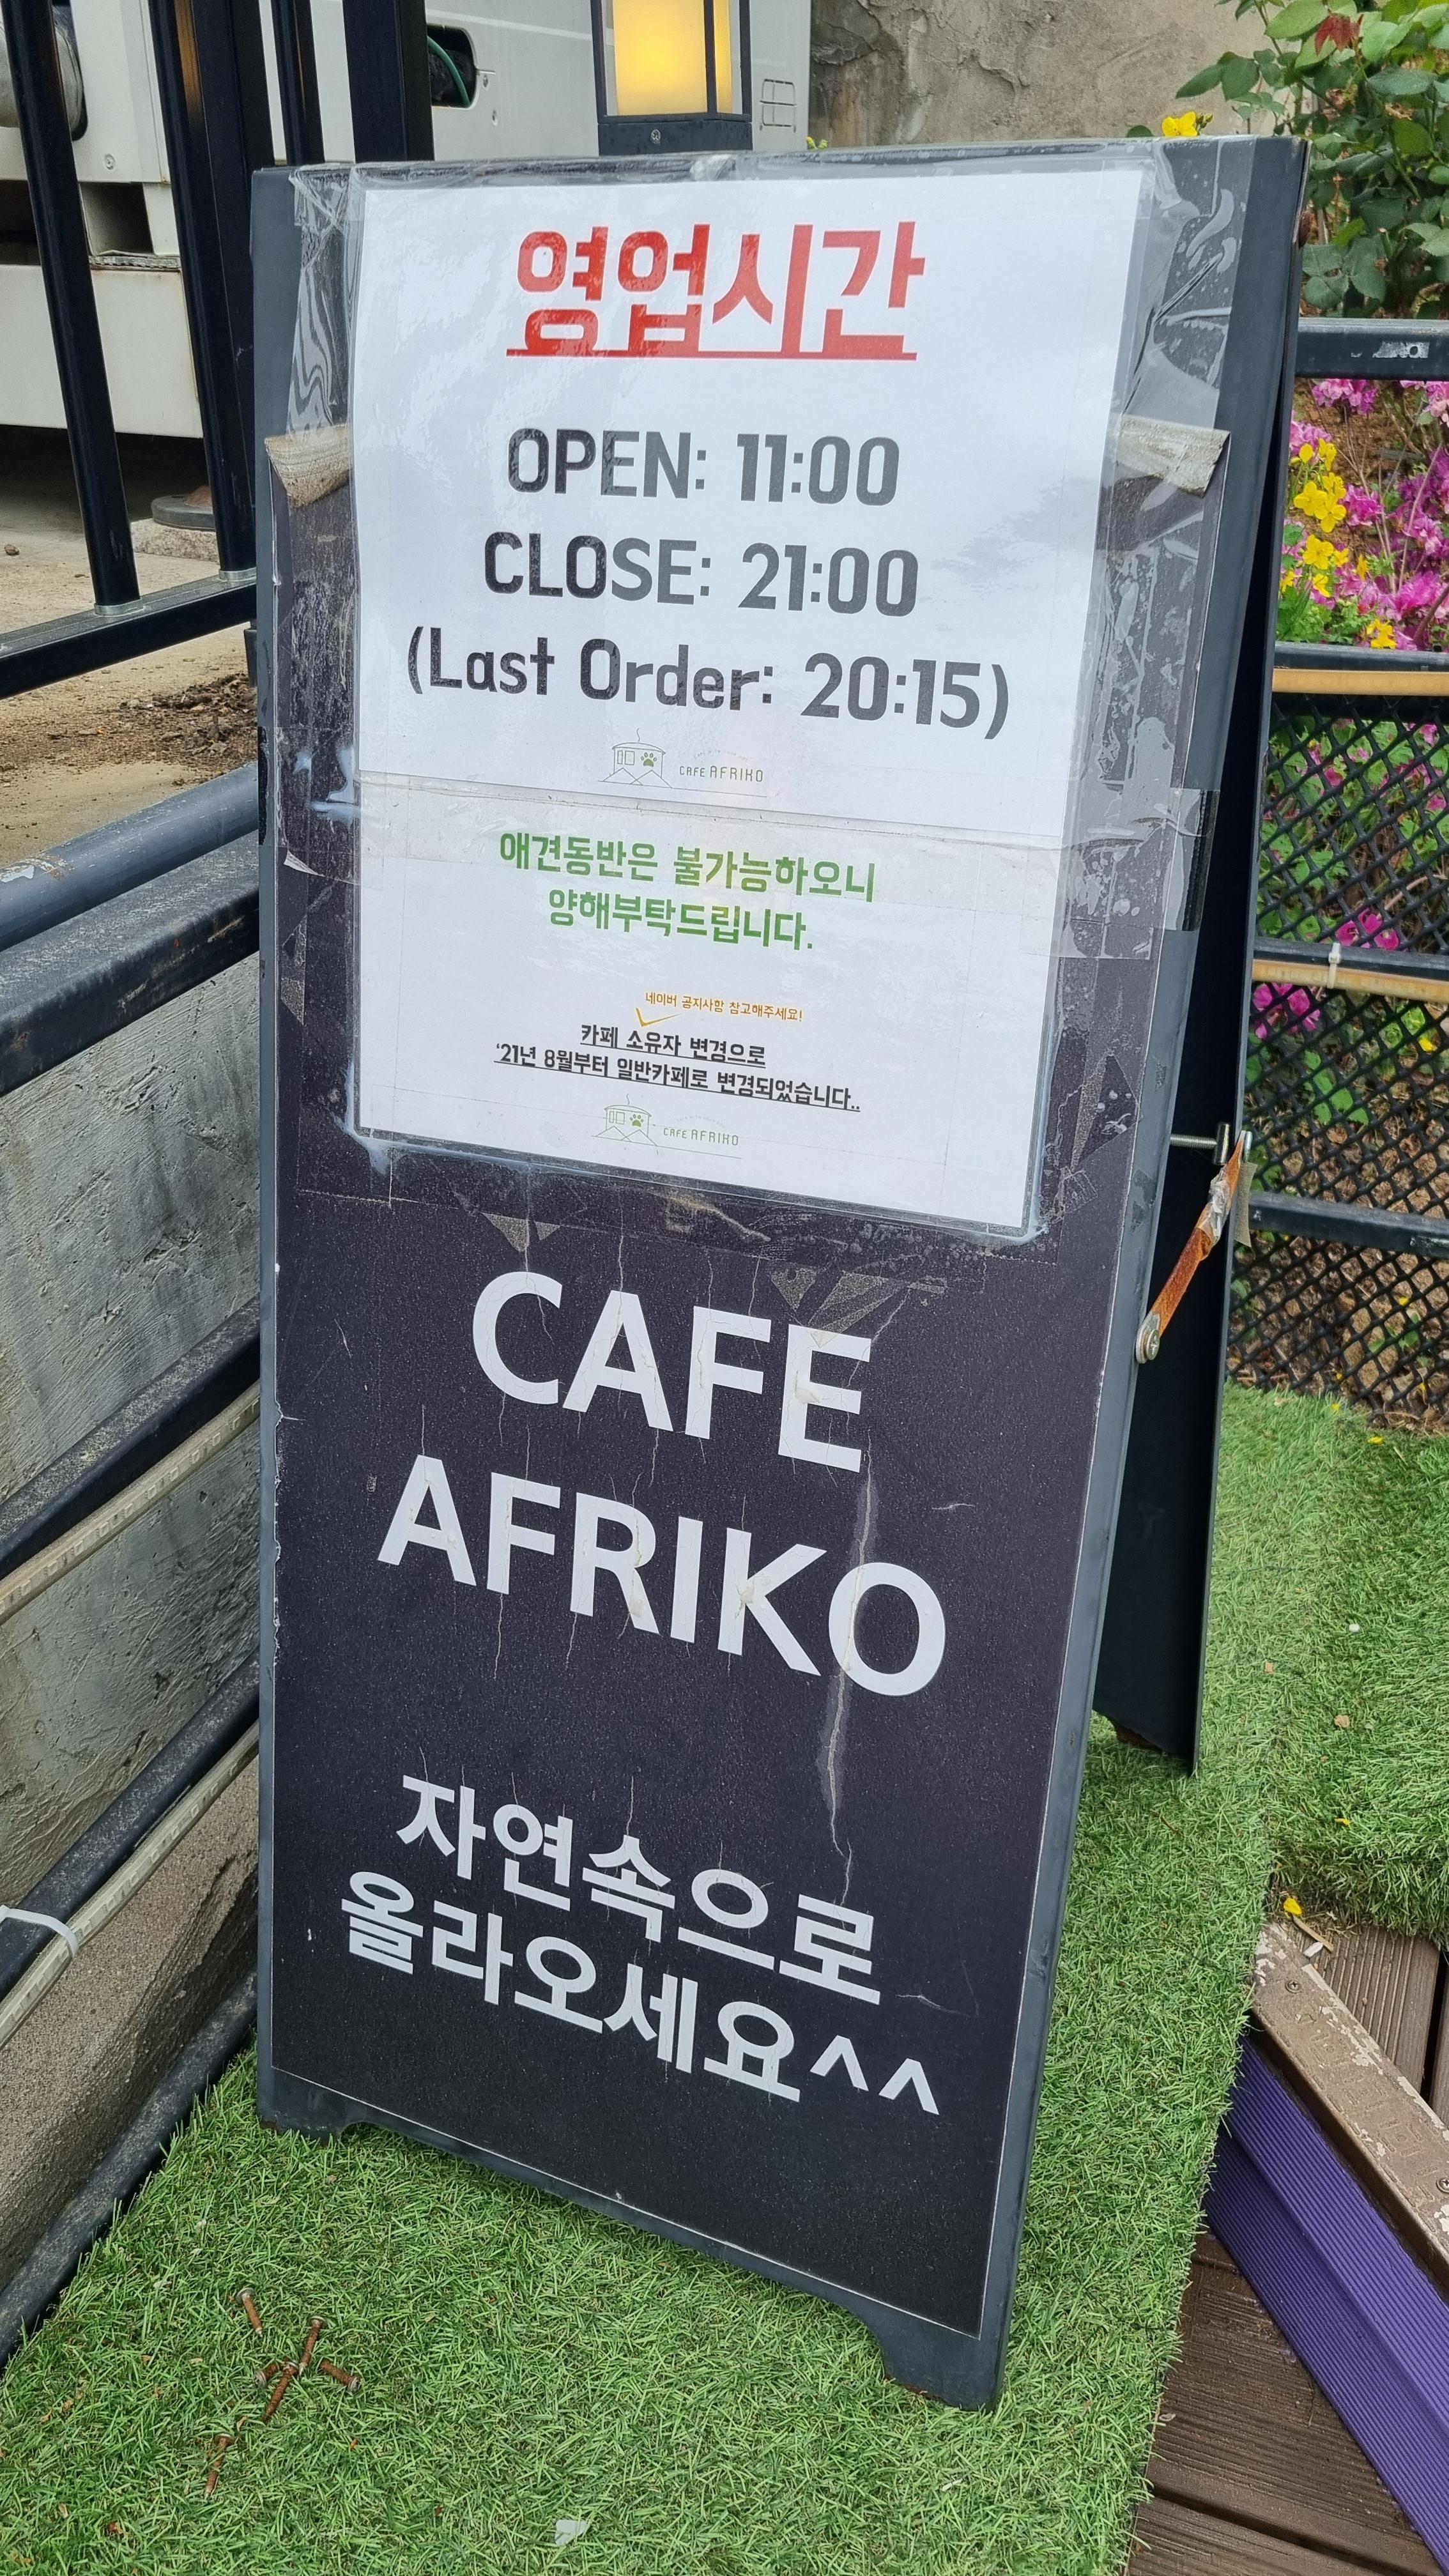 영업시간
OPEN: 11:00
CLOSE: 21:00
(Last Order: 20:15)
CAFE AFRIKO
애견동반은 불가능하오니
양해부탁드립니다.
네이버 공지사항 참고해주세요!
카페 소유자 변경으로
'21년 8월부터 일반카페로 변경되었습니다..
CAFE AFRIKO
CAFE
AFRIKO
자연속으로
올라오세요^^